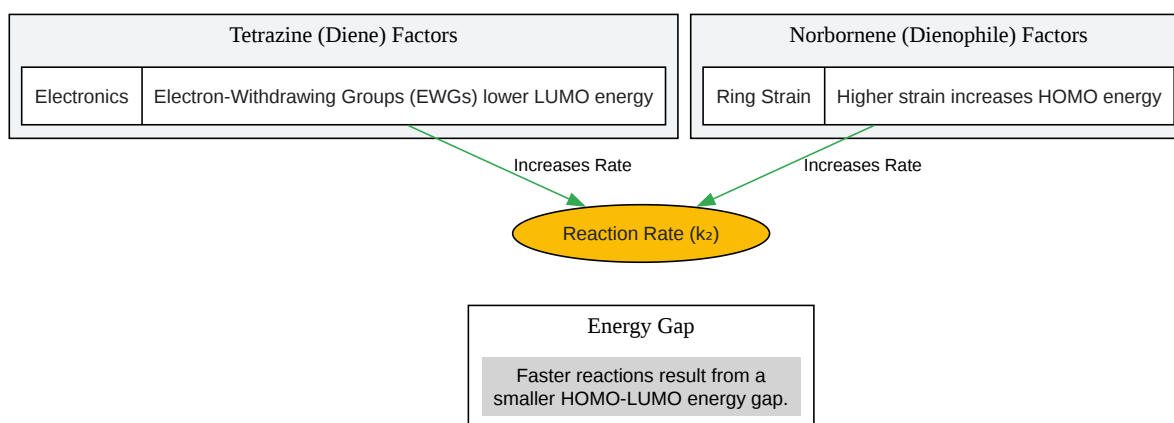 Tetrazine (Diene) Factors
Electronics
Electron-Withdrawing Groups (EWGs) lower LUMO energy
Norbornene (Dienophile) Factors
Ring Strain
Higher strain increases HOMO energy
Increases Rate
Increases Rate
Reaction Rate (k₂)
Energy Gap
Faster reactions result from a
smaller HOMO-LUMO energy gap.